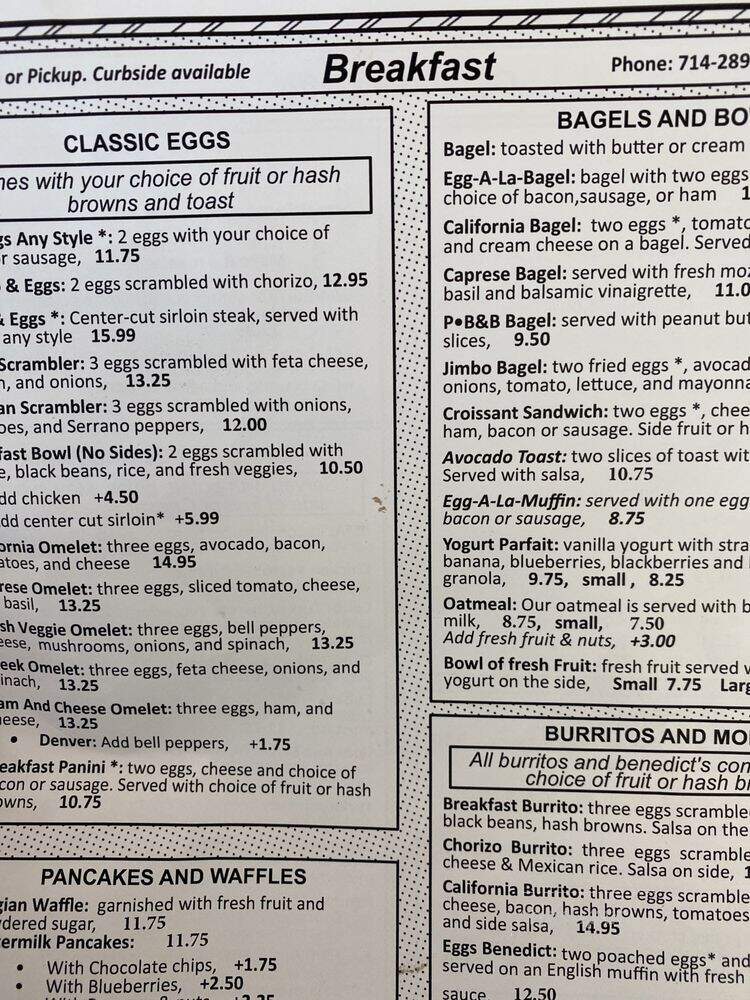 or Pickup. Curbside available
Breakfast
Phone: 714-289
CLASSIC EGGS
with your choice of fruit or hash
browns and toast
Any Style *: 2 eggs with your choice of
sausage, 11.75
& Eggs: 2 eggs scrambled with chorizo, 12.95
& Eggs *: Center-cut sirloin steak, served with
any style 15.99
Scrambler: 3 eggs scrambled with feta cheese,
and onions, 13.25
Scrambler: 3 eggs scrambled with onions,
and Serrano peppers, 12.00
Bowl (No Sides): 2 eggs scrambled with
black beans, rice, and fresh veggies, 10.50
dd chicken +4.50
dd center cut sirloin* +5.99
ornia Omelet: three eggs, avocado, bacon,
atoes, and cheese 14.95
rese Omelet: three eggs, sliced tomato, cheese,
basil, 13.25
sh Veggie Omelet: three eggs, bell peppers,
eese, mushrooms, onions, and spinach, 13.25
eek Omelet: three eggs, feta cheese, onions, and
inach, 13.25
am And Cheese Omelet: three eggs, ham, and
eese, 13.25
• Denver: Add bell peppers, +1.75
eakfast Panini *: two eggs, cheese and choice of
con or sausage. Served with choice of fruit or hash
owns, 10.75
PANCAKES AND WAFFLES
gian Waffle: garnished with fresh fruit and
dered sugar, 11.75
termilk Pancakes: 11.75
• With Chocolate chips, +1.75
• With Blueberries, +2.50
BAGELS AND BO
Bagel: toasted with butter or cream
Egg-A-La-Bagel: bagel with two eggs
choice of bacon,sausage, or ham 1
California Bagel: two eggs *, tomato
and cream cheese on a bagel. Served
Caprese Bagel: served with fresh moz
basil and balsamic vinaigrette, 11.0
P•B&B Bagel: served with peanut but
slices, 9.50
Jimbo Bagel: two fried eggs *, avocad
onions, tomato, lettuce, and mayonna
Croissant Sandwich: two eggs *, chee
ham, bacon or sausage. Side fruit or h
Avocado Toast: two slices of toast wit
Served with salsa, 10.75
Egg-A-La-Muffin: served with one egg
bacon or sausage, 8.75
Yogurt Parfait: vanilla yogurt with stra
banana, blueberries, blackberries and
granola, 9.75, small, 8.25
Oatmeal: Our oatmeal is served with b
milk, 8.75, small, 7.50
Add fresh fruit & nuts, +3.00
Bowl of fresh Fruit: fresh fruit served
yogurt on the side, Small 7.75 Larg
BURRITOS AND MO
All burritos and benedict's com
choice of fruit or hash b
Breakfast Burrito: three eggs scramble
black beans, hash browns. Salsa on the
Chorizo Burrito: three eggs scramble
cheese & Mexican rice. Salsa on side, 1
California Burrito: three eggs scramble
cheese, bacon, hash browns, tomatoes
and side salsa, 14.95
Eggs Benedict: two poached eggs* and
served on an English muffin with fresh
sauce 12.50